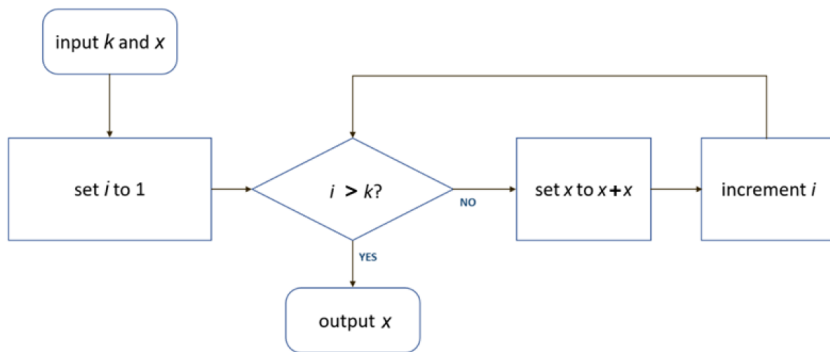 input k and x
set i to 1
i > k?
NO
set x to x+x
increment i
YES
output x